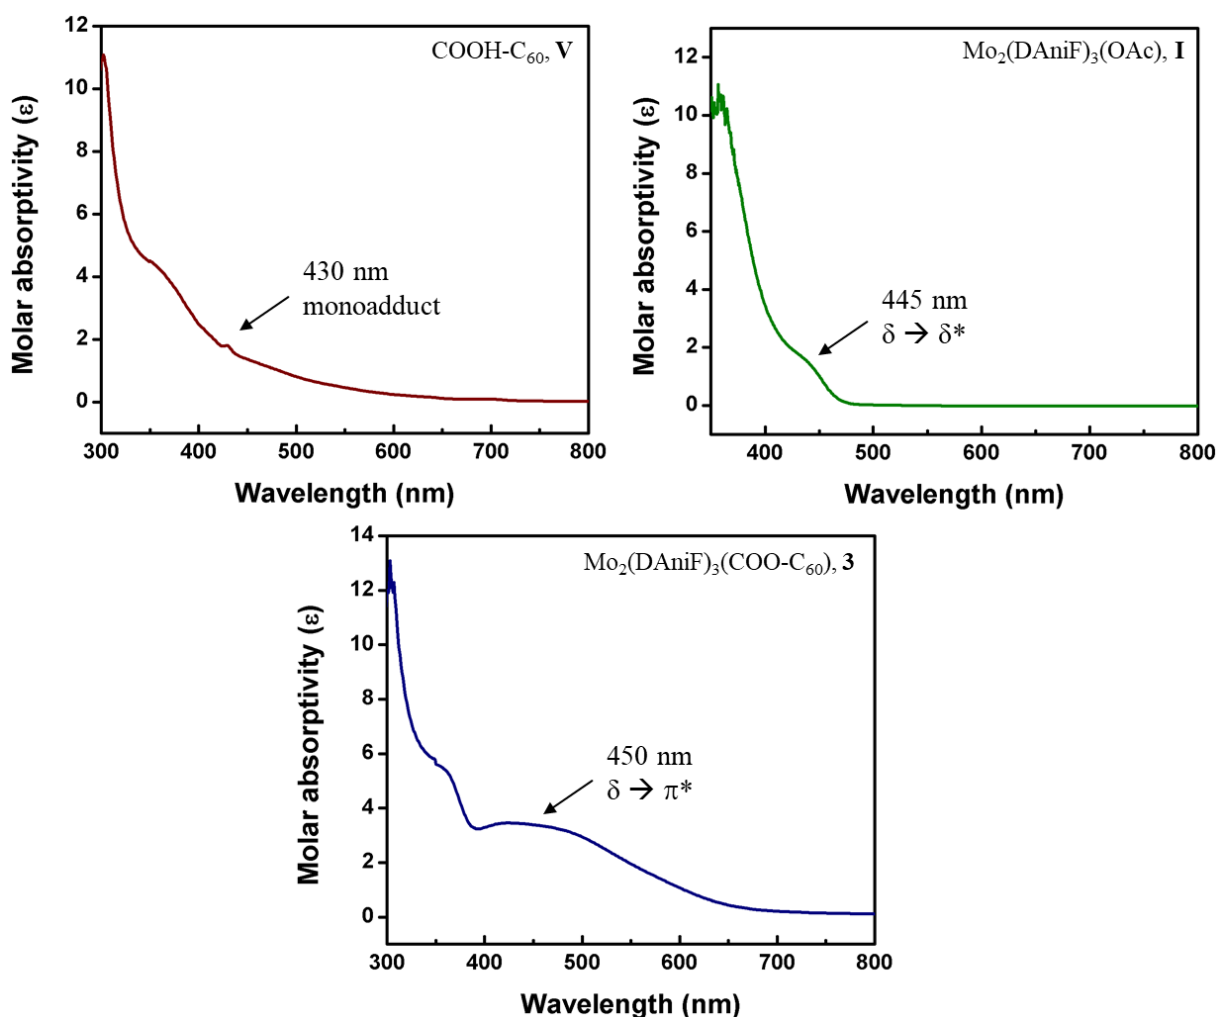 COOH-C₆₀, V
430 nm
monoadduct
Molar absorptivity (ε)
12
10
8
6
4
2
0
300 400 500 600 700 800
Wavelength (nm)
Mo₂(DAniF)₃(OAc), I
445 nm
δ → δ*
Molar absorptivity (ε)
12
10
8
6
4
2
0
400 500 600 700 800
Wavelength (nm)
Mo₂(DAniF)₃(COO-C₆₀), 3
450 nm
δ → π*
Molar absorptivity (ε)
14
12
10
8
6
4
2
0
300 400 500 600 700 800
Wavelength (nm)